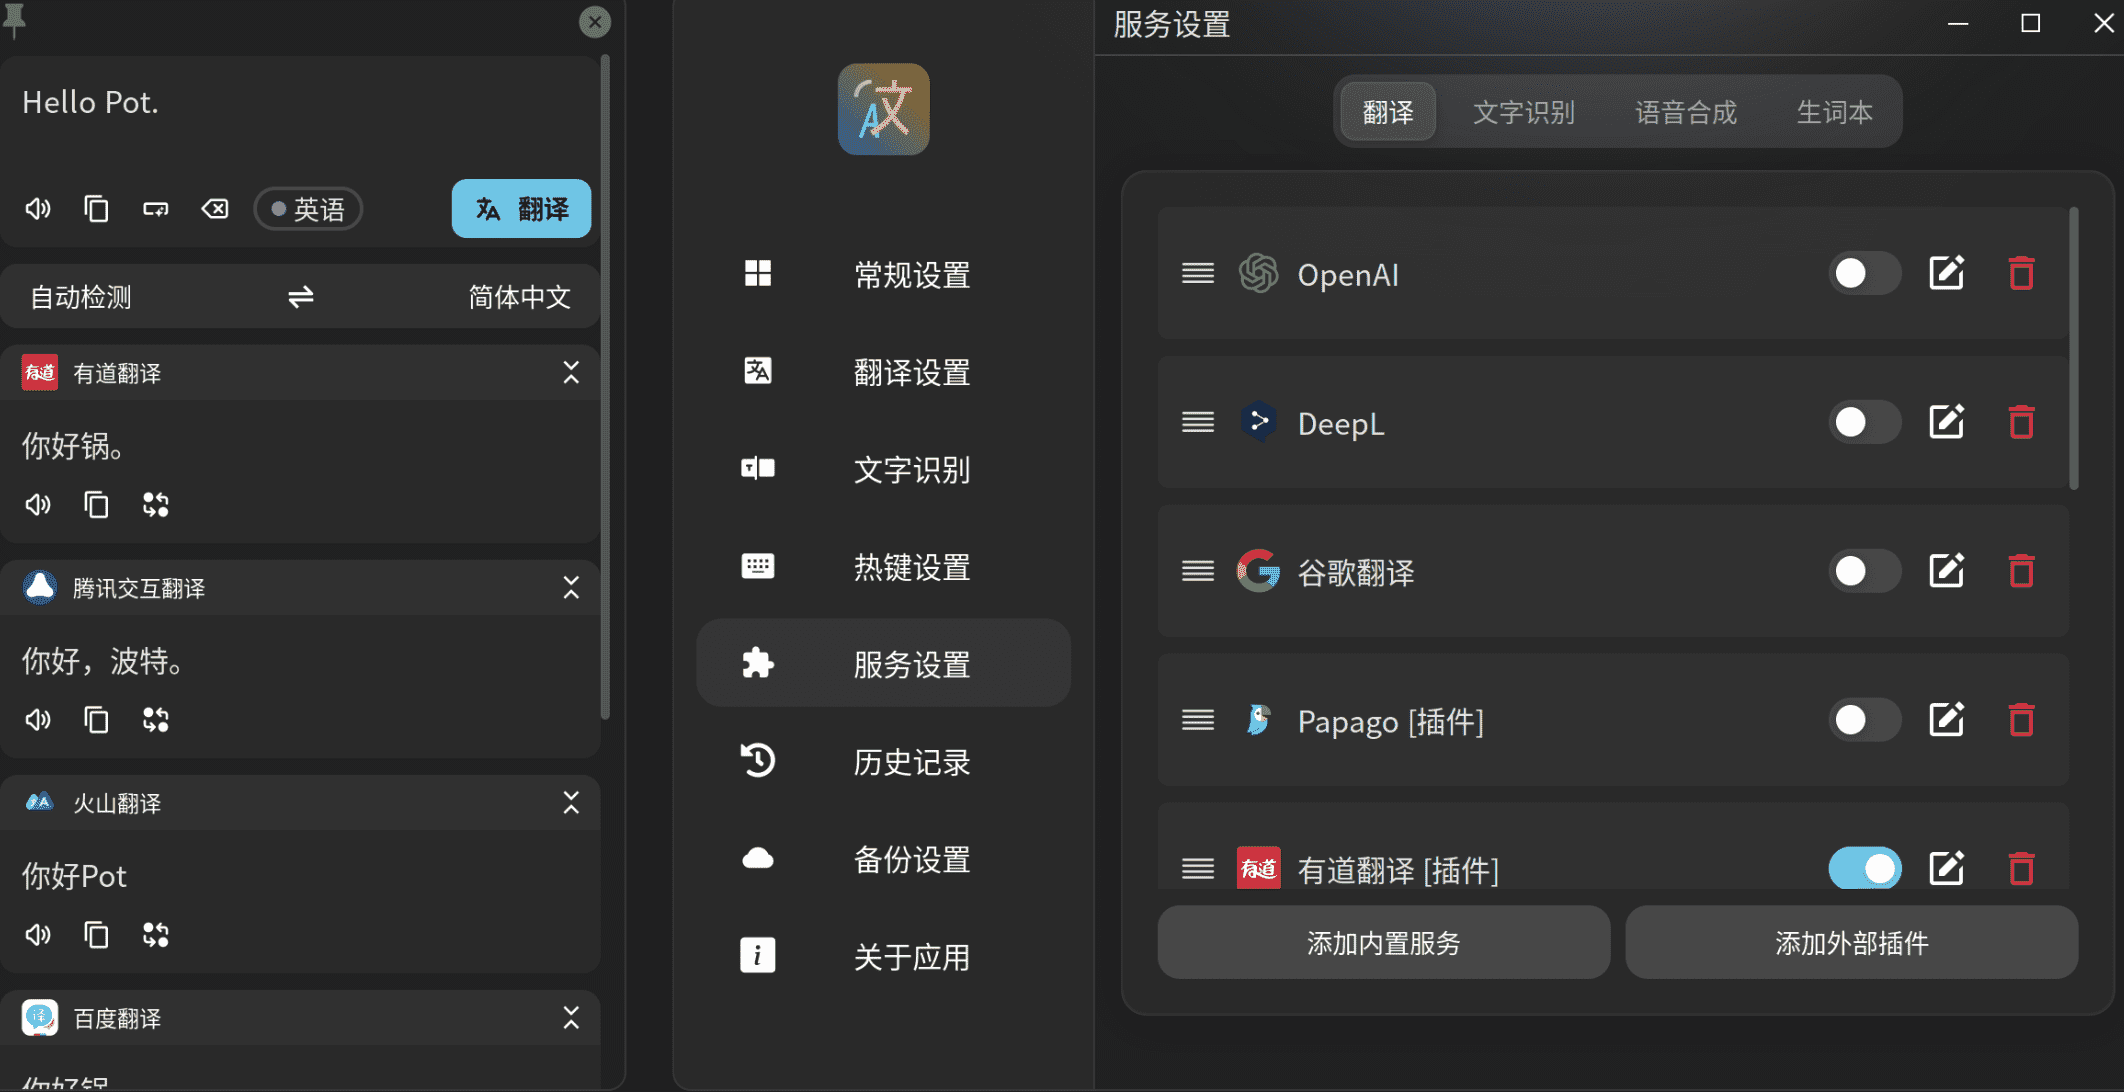 Hello Pot.
英语
翻译
自动检测
简体中文
有道 有道翻译
你好锅。
腾讯交互翻译
你好，波特。
火山翻译
你好Pot
译 百度翻译
你好锅
常规设置
翻译设置
文字识别
热键设置
服务设置
历史记录
备份设置
关于应用
服务设置
翻译 文字识别 语音合成 生词本
OpenAI
DeepL
谷歌翻译
Papago [插件]
有道 有道翻译 [插件]
添加内置服务 添加外部插件